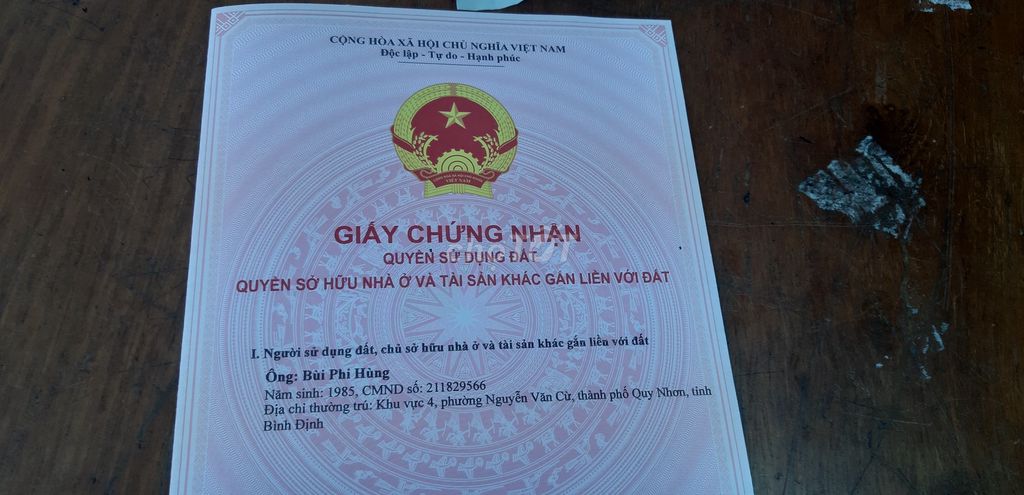 CỘNG HÒA XÃ HỘI CHỦ NGHĨA VIỆT NAM
Độc lập - Tự do - Hạnh phúc
VIỆT NAM
GIẤY CHỨNG NHẬN
QUYỀN SỬ DỤNG ĐẤT
QUYỀN SỞ HỮU NHÀ Ở VÀ TÀI SẢN KHÁC GẮN LIỀN VỚI ĐẤT
I. Người sử dụng đất, chủ sở hữu nhà ở và tài sản khác gắn liền với đất
Ông: Bùi Phi Hùng
Năm sinh: 1985, CMND số: 211829566
Địa chỉ thường trú: Khu vực 4, phường Nguyễn Văn Cừ, thành phố Quy Nhơn, tỉnh
Bình Định